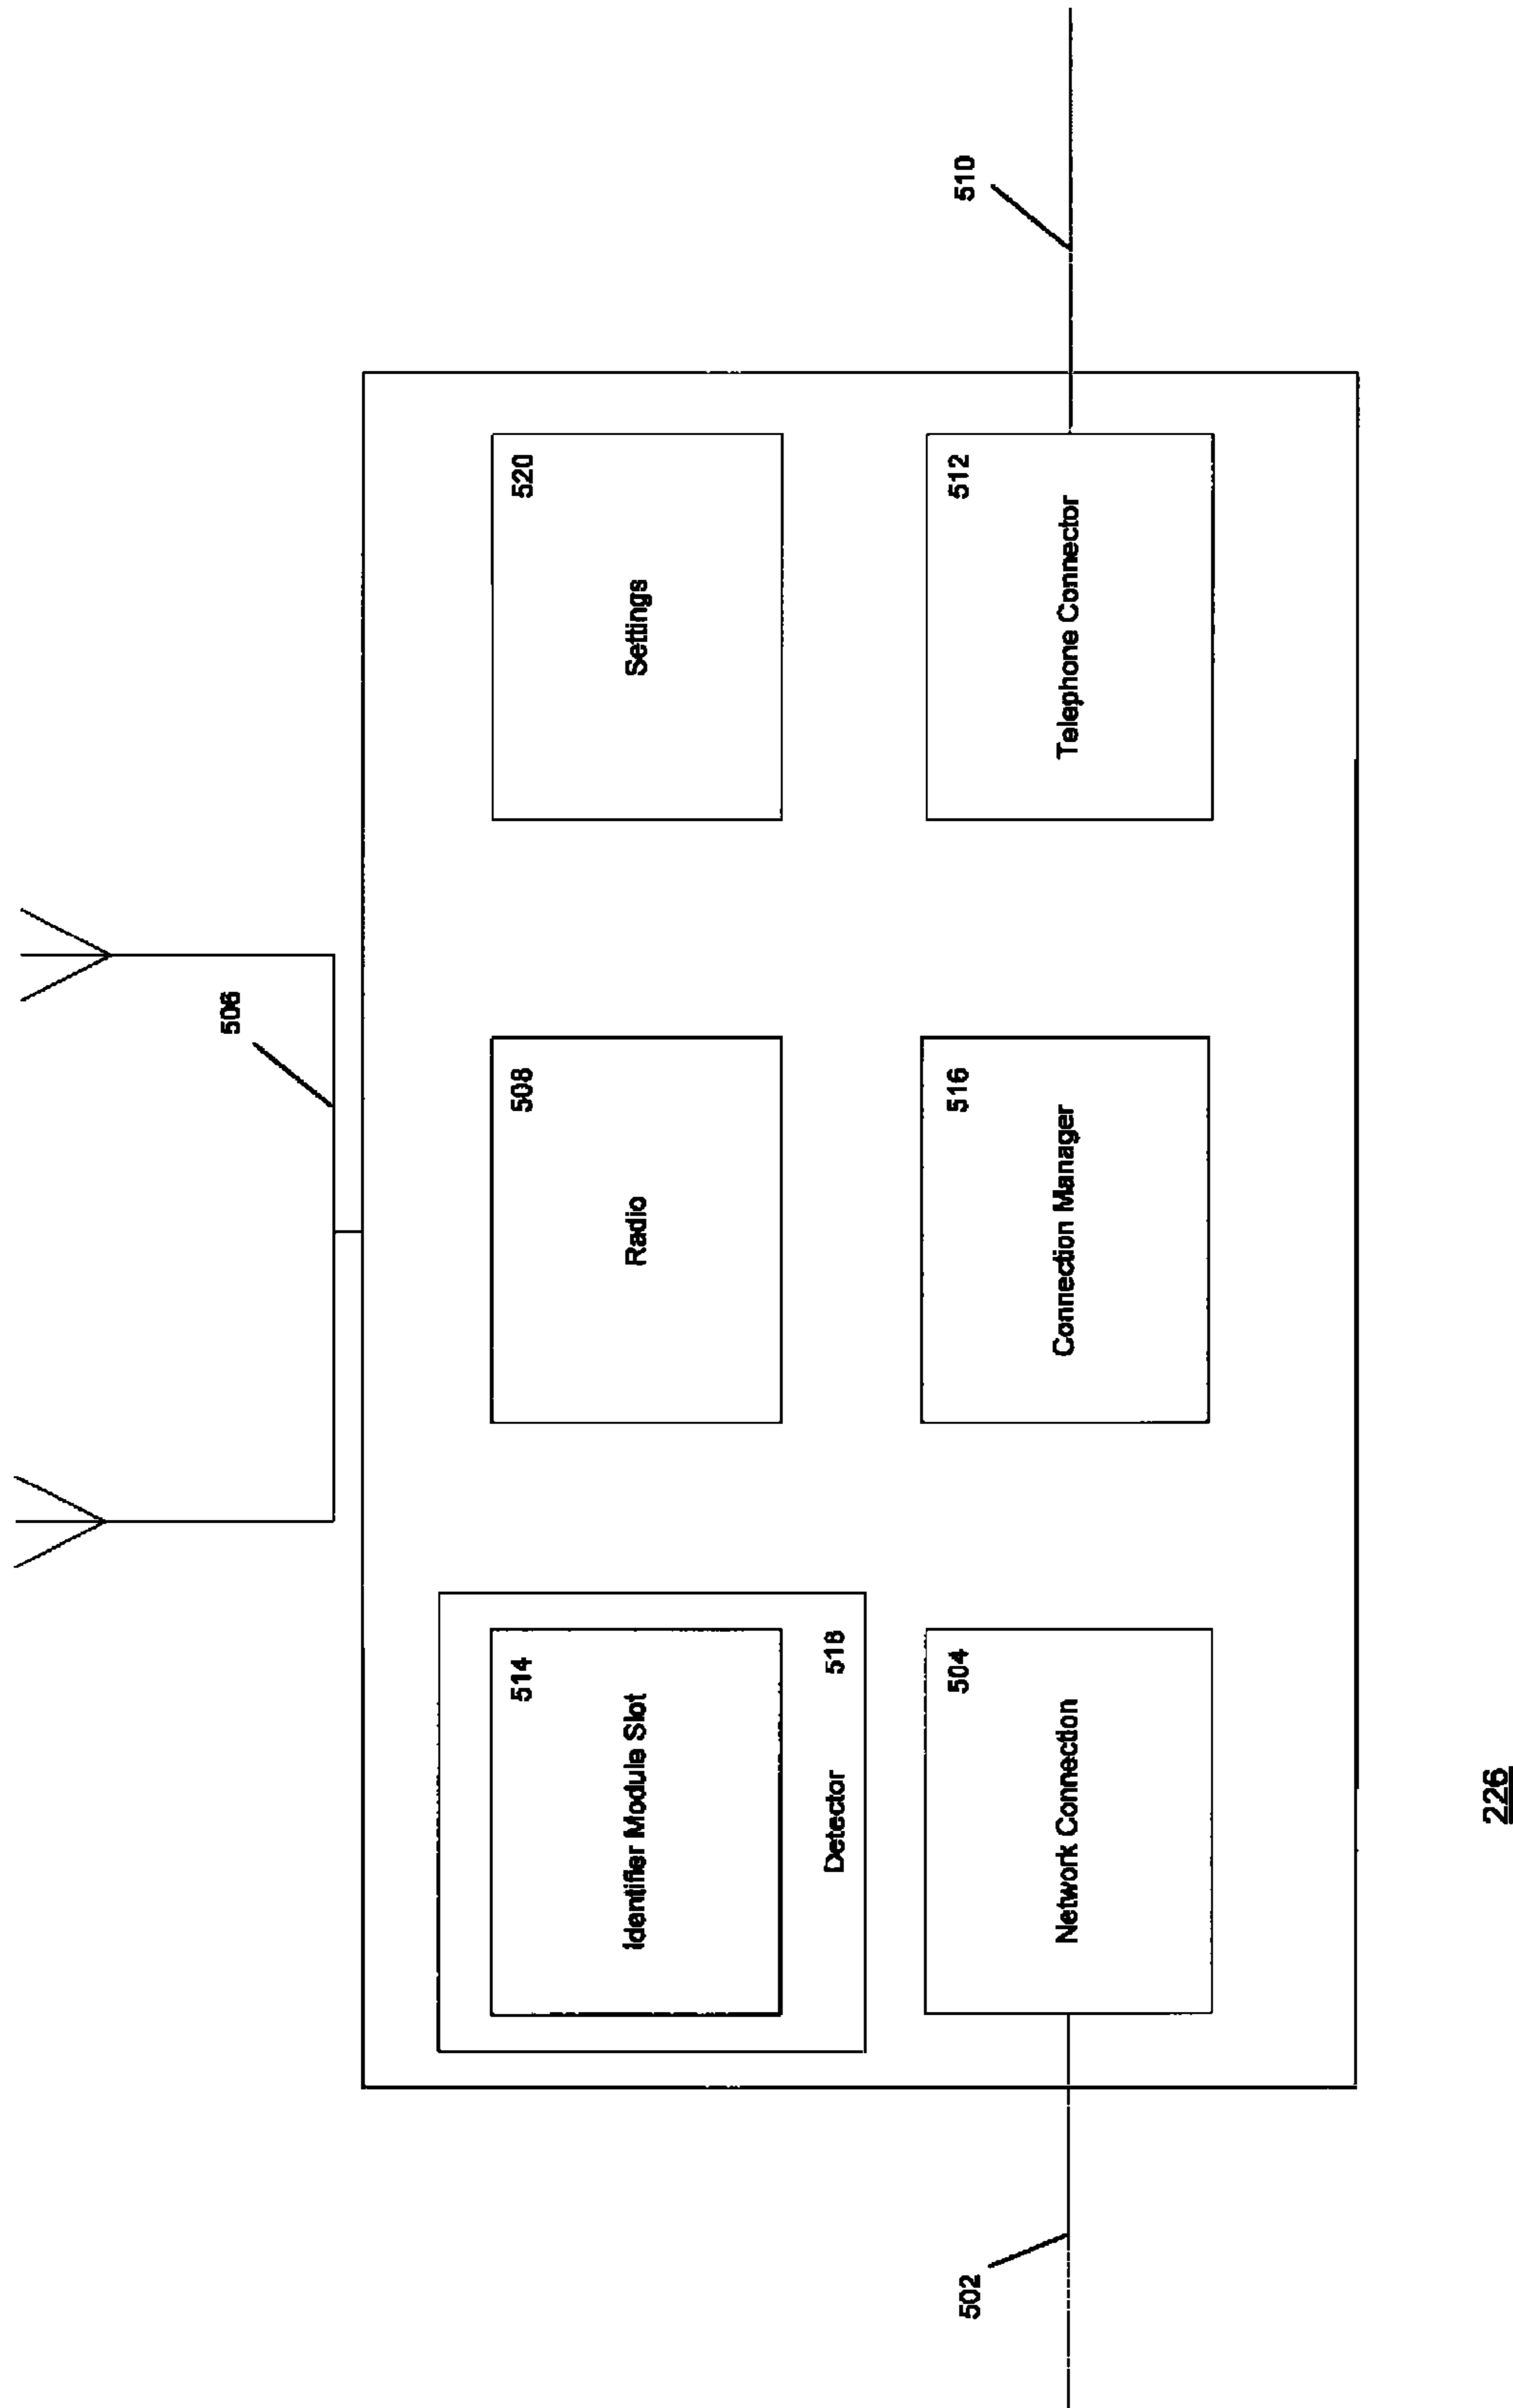 506
514
Identifier Module Slot
Detector
518
508
Radio
520
Settings
502
504
Network Connection
516
Connection Manager
512
Telephone Connector
510
226